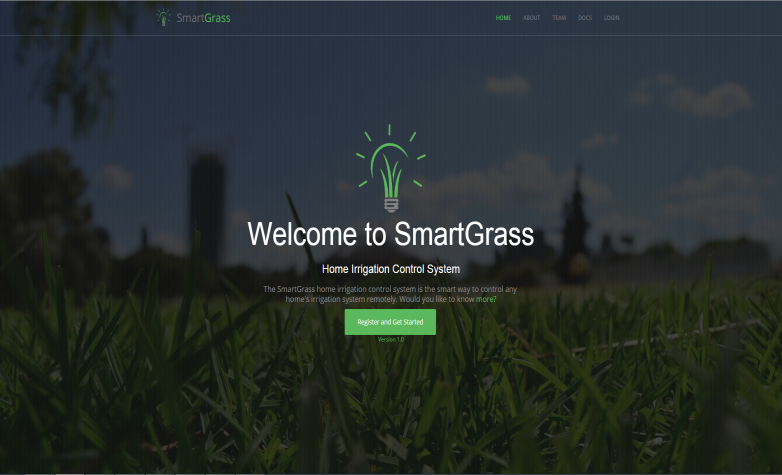 SmartGrass
HOME ABOUT TEAM DOCS LOGIN
Welcome to SmartGrass
Home Irrigation Control System
The SmartGrass home irrigation control system is the smart way to control any
home's irrigation system remotely. Would you like to know more?
Register and Get Started
Version 1.0